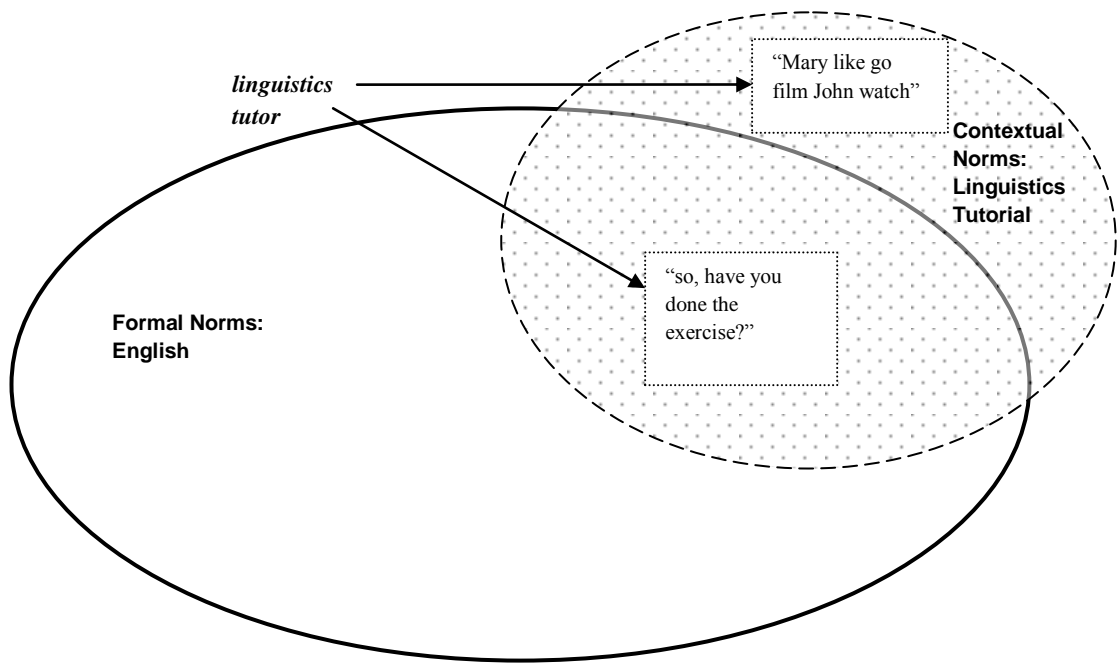 “Mary like go
film John watch”
linguistics
tutor
Contextual
Norms:
Linguistics
Tutorial
“so, have you
done the
exercise?”
Formal Norms:
English